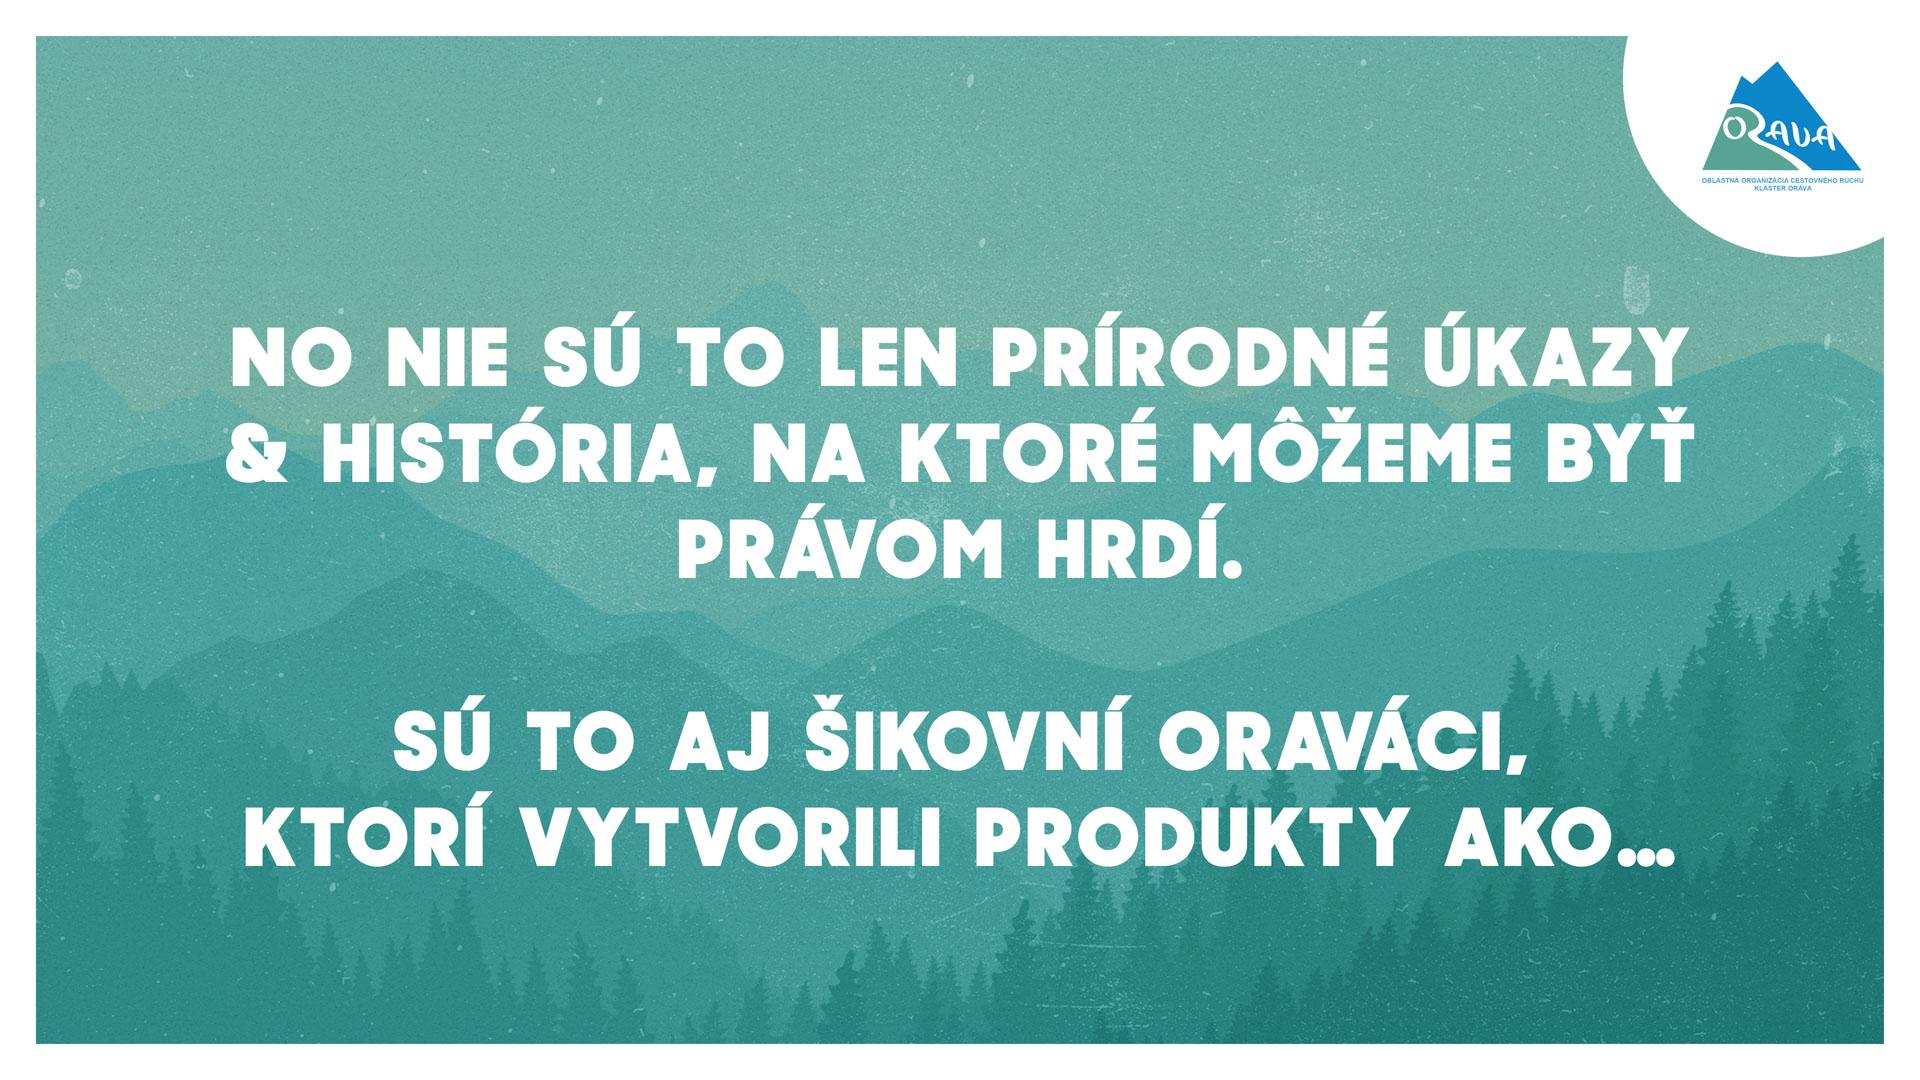 ORAVA
OBLASTNÁ ORGANIZÁCIA CESTOVNÉHO RUCHU
KLASTER ORAVA
NO NIE SÚ TO LEN PRÍRODNÉ ÚKAZY
& HISTÓRIA, NA KTORÉ MÔŽEME BYŤ
PRÁVOM HRDÍ.
SÚ TO AJ ŠIKOVNÍ ORAVÁCI,
KTORÍ VYTVORILI PRODUKTY AKO...